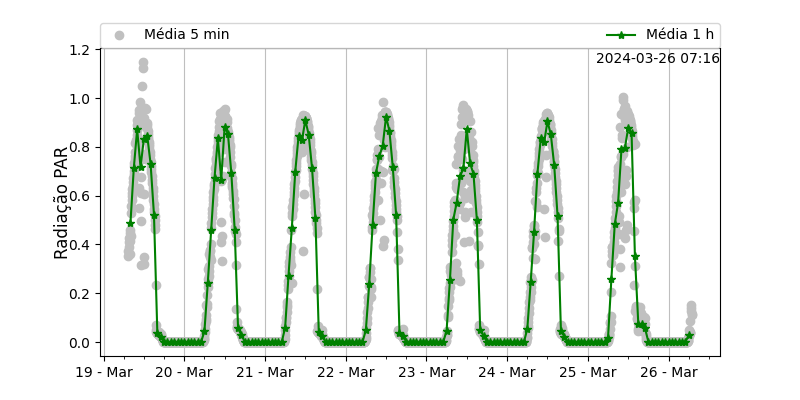 Média 5 min
Média 1 h
2024-03-26 07:16
Radiação PAR
1.2
1.0
0.8
0.6
0.4
0.2
0.0
19 - Mar
20 - Mar
21 - Mar
22 - Mar
23 - Mar
24 - Mar
25 - Mar
26 - Mar